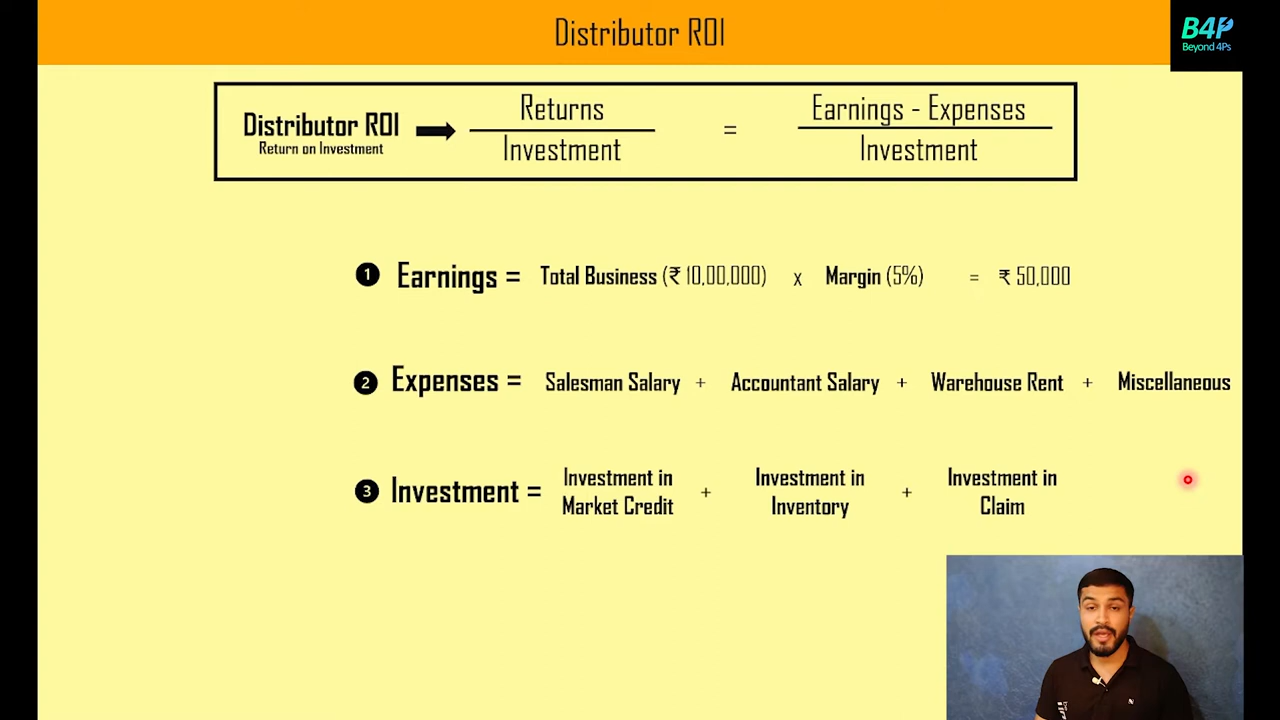 Distributor ROI
B4P
Beyond 4Ps
Distributor ROI
Return on Investment
Returns
Investment
=
Earnings - Expenses
Investment
1 Earnings = Total Business (₹ 10,00,000) x Margin (5%) = ₹ 50,000
2 Expenses = Salesman Salary + Accountant Salary + Warehouse Rent + Miscellaneous
3 Investment = Investment in Market Credit + Investment in Inventory + Investment in Claim